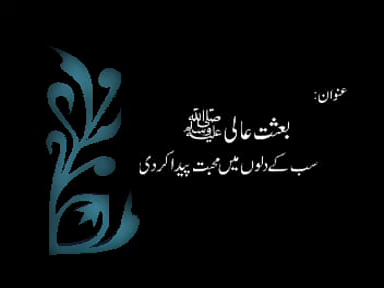 عنوان:
بعثت عالی ﷺ
سب کے دلوں میں محبت پیدا کر دی